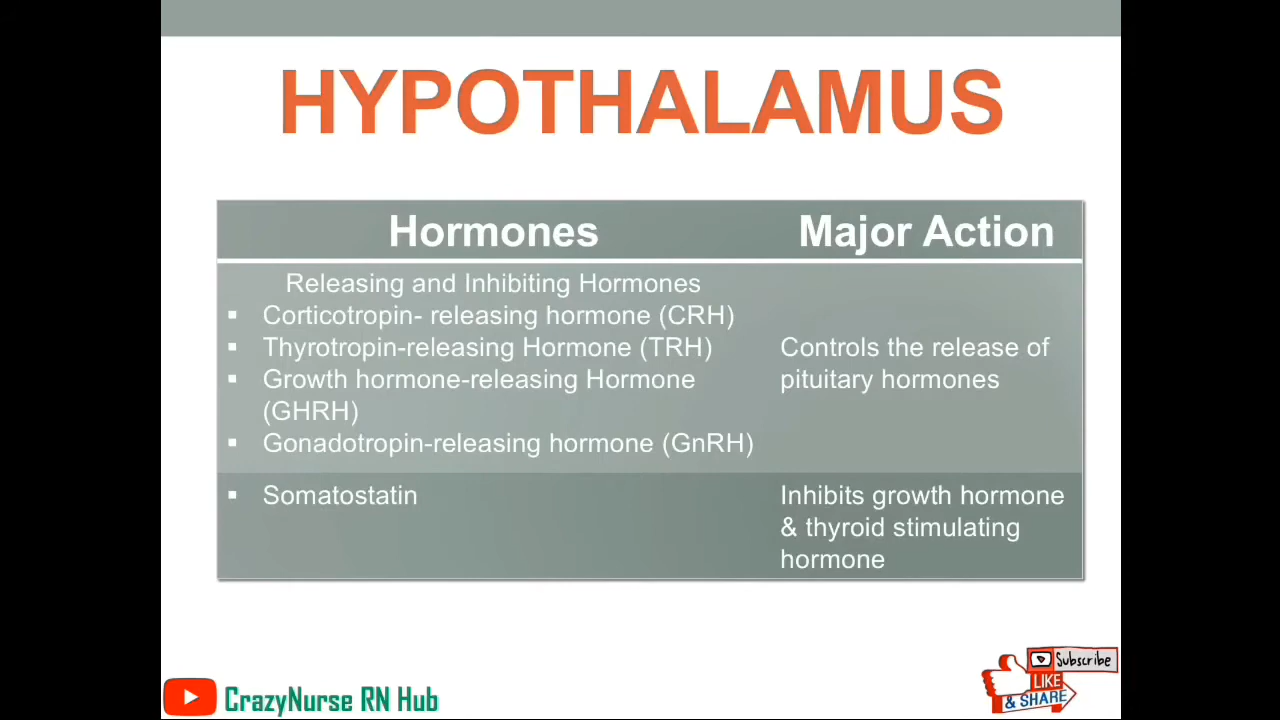 HYPOTHALAMUS
Hormones
Major Action
Releasing and Inhibiting Hormones
▪ Corticotropin- releasing hormone (CRH)
▪ Thyrotropin-releasing Hormone (TRH)
▪ Growth hormone-releasing Hormone
(GHRH)
▪ Gonadotropin-releasing hormone (GnRH)
Controls the release of
pituitary hormones
▪ Somatostatin
Inhibits growth hormone
& thyroid stimulating
hormone
CrazyNurse RN Hub
Subscribe
LIKE
& SHARE